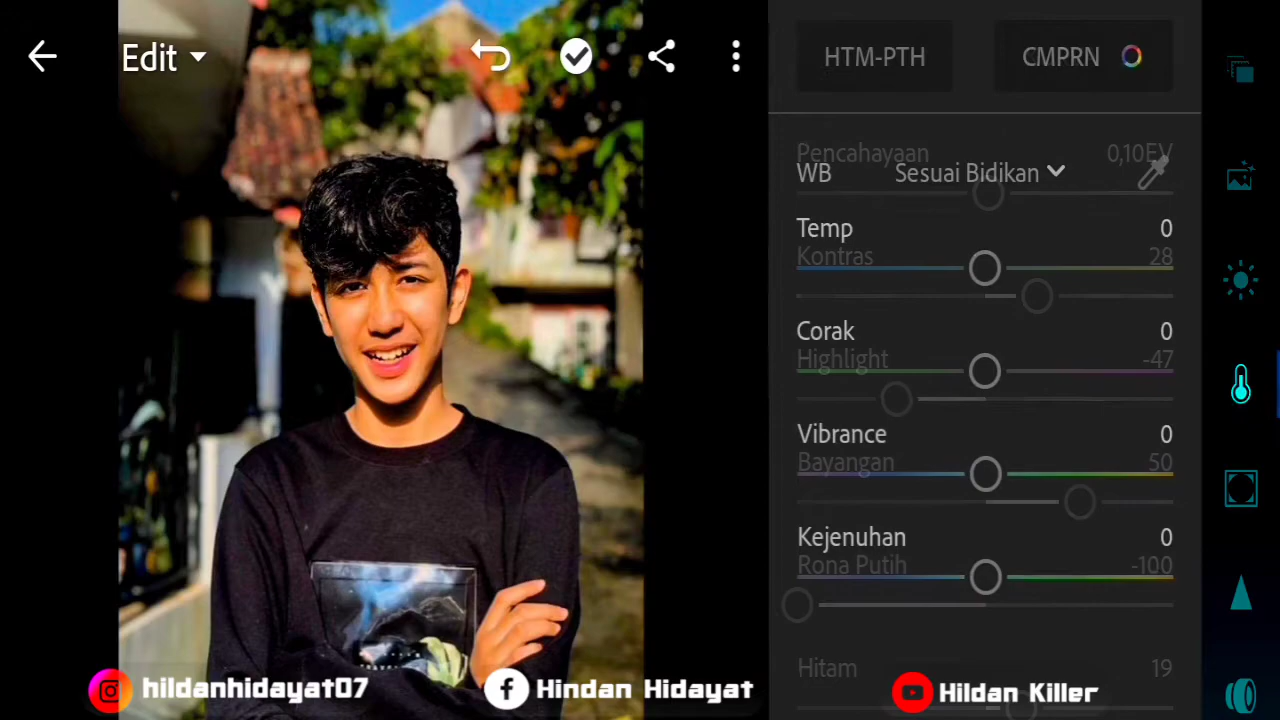 Edit
HTM-PTH
CMPRN
Pencahayaan 0,10EV
WB Sesuai Bidikan
Temp 0
Kontras 28
Corak 0
Highlight -47
Vibrance 0
Bayangan 50
Kejenuhan 0
Rona Putih -100
Hitam 19
hildanhidayat07
Hindan Hidayat
Hildan Killer